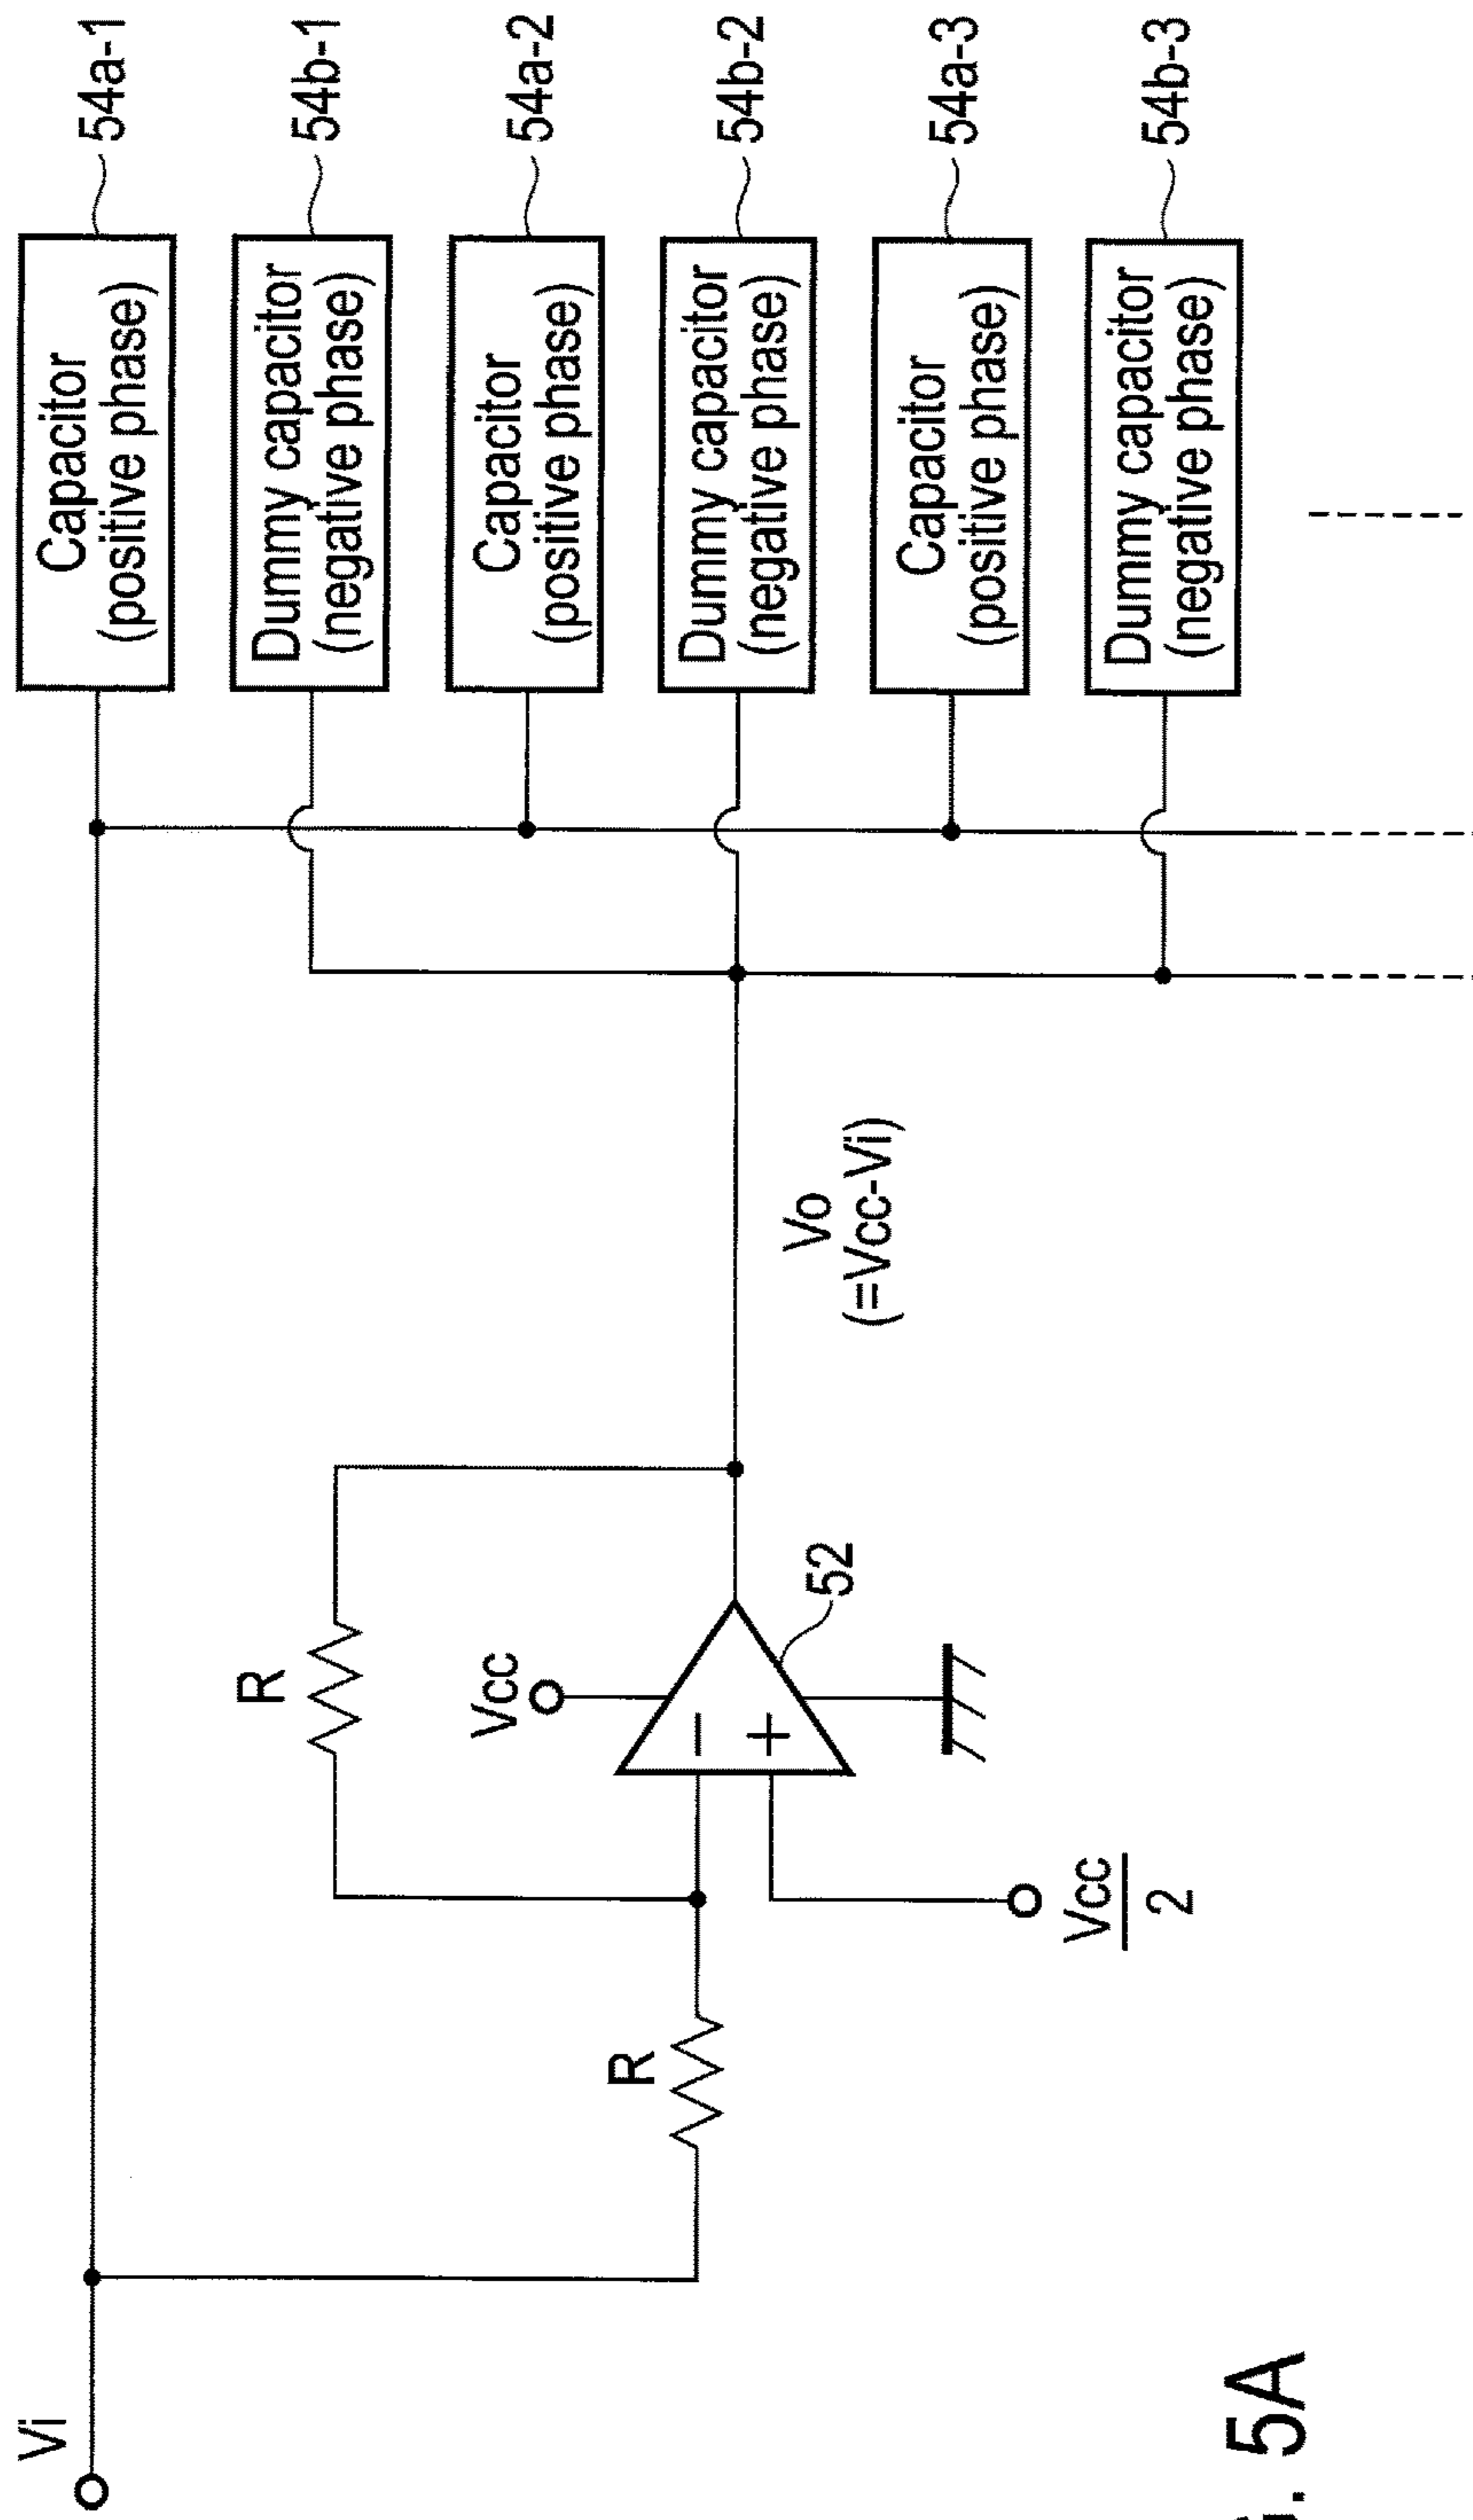 Vi
R
R
Vcc
Vcc
2
52
Vo
(=Vcc-Vi)
Capacitor
(positive phase)
54a-1
Dummy capacitor
(negative phase)
54b-1
Capacitor
(positive phase)
54a-2
Dummy capacitor
(negative phase)
54b-2
Capacitor
(positive phase)
54a-3
Dummy capacitor
(negative phase)
54b-3
5A